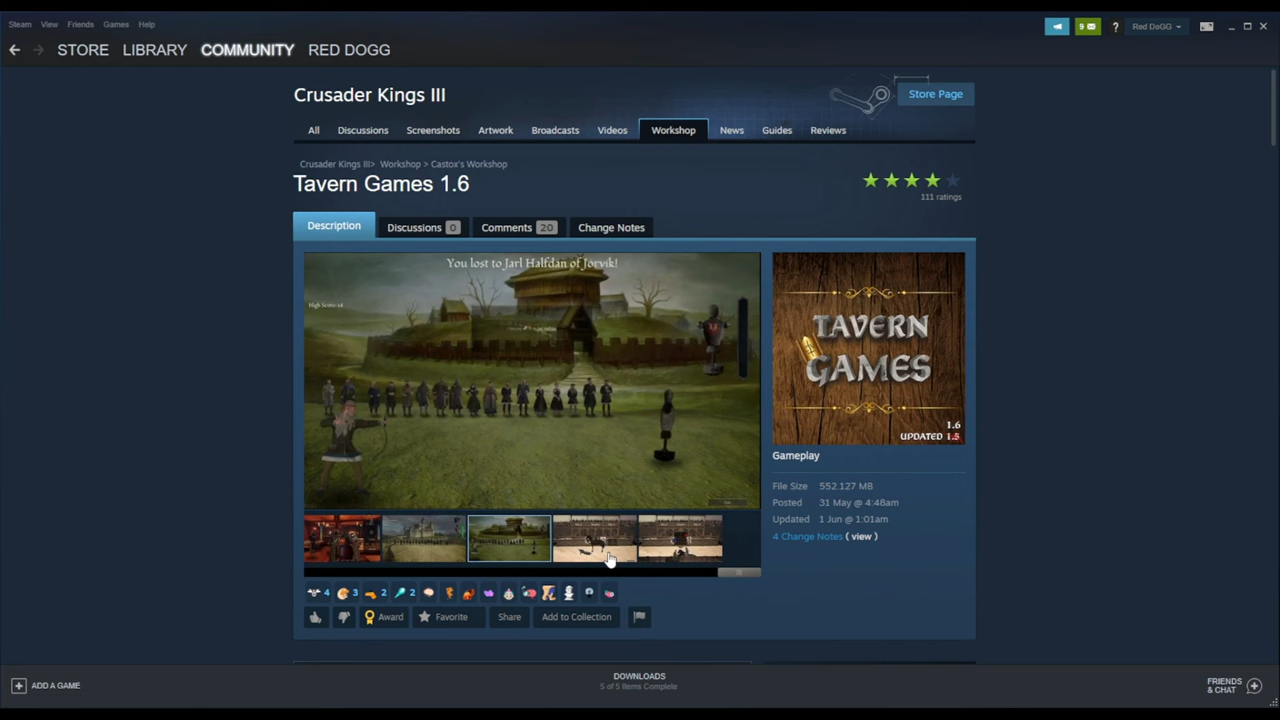 Steam View Friends Games Help
9 ? Red DoGG
STORE LIBRARY COMMUNITY RED DOGG
Crusader Kings III
Store Page
All Discussions Screenshots Artwork Broadcasts Videos Workshop News Guides Reviews
Crusader Kings III> Workshop > Castox's Workshop
Tavern Games 1.6
111 ratings
Description Discussions 0 Comments 20 Change Notes
You lost to Jarl Halfdan of Jorvik!
High Score: 14
TAVERN
GAMES
1.6
UPDATED 1.5
Gameplay
File Size 552.127 MB
Posted 31 May @ 4:48am
Updated 1 Jun @ 1:01am
4 Change Notes ( view )
4 3 2 2
Award Favorite Share Add to Collection
DOWNLOADS
5 of 5 Items Complete
ADD A GAME
FRIENDS
& CHAT